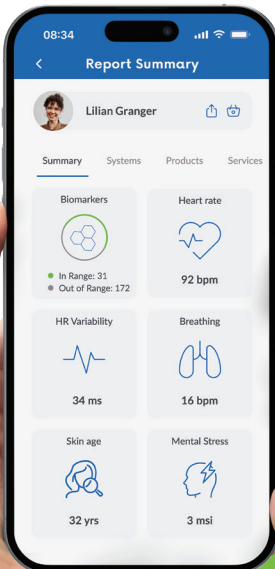 08:34
Report Summary
Lilian Granger
Summary Systems Products Services
Biomarkers
In Range: 31
Out of Range: 172
Heart rate
92 bpm
HR Variability
34 ms
Breathing
16 bpm
Skin age
32 yrs
Mental Stress
3 msi